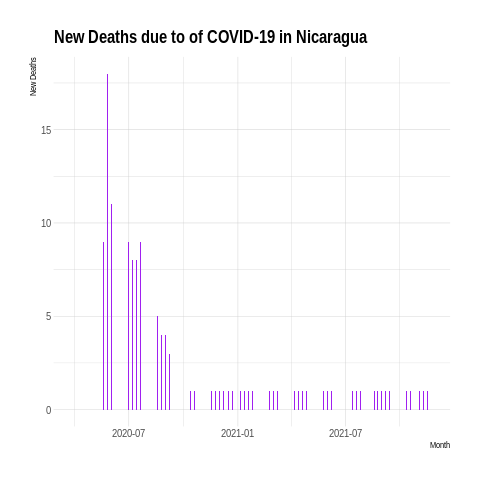 New Deaths due to of COVID-19 in Nicaragua
New Deaths
15
10
5
0
2020-07
2021-01
2021-07
Month